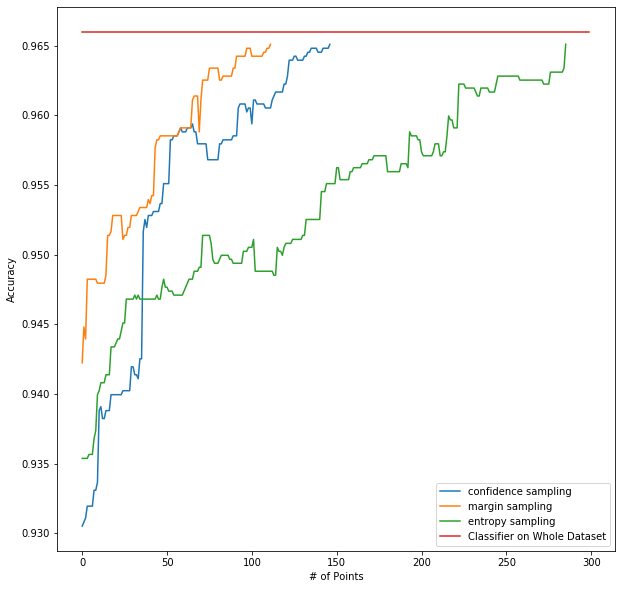 0.965
0.960
0.955
0.950
0.945
0.940
0.935
0.930
Accuracy
0
50
100
150
200
250
300
# of Points
confidence sampling
margin sampling
entropy sampling
Classifier on Whole Dataset